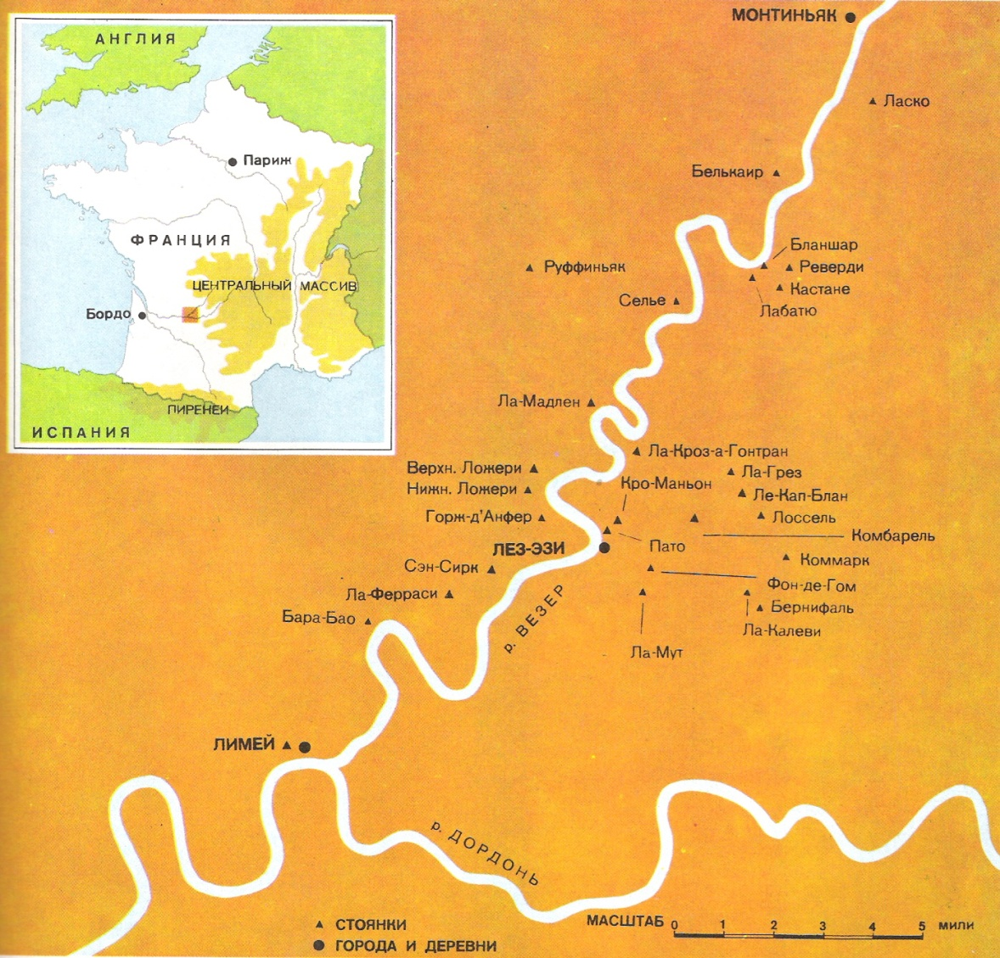 АНГЛИЯ
Париж
ФРАНЦИЯ
ЦЕНТРАЛЬНЫЙ МАССИВ
Бордо
ПИРЕНЕИ
ИСПАНИЯ
МОНТИНЬЯК
Ласко
Белькаир
Бланшар
Реверди
Руффиньяк
Кастане
Селье
Лабатю
Ла-Мадлен
Ла-Кроз-а-Гонтран
Верхн. Ложери
Ла-Грез
Кро-Маньон
Нижн. Ложери
Ле-Кап-Блан
Горж-д'Анфер
Лоссель
Комбарель
ЛЕЗ-ЭЗИ
Пато
Коммарк
Сэн-Сирк
Фон-де-Гом
Ла-Ферраси
Бернифаль
Бара-Бао
р. ВЕЗЕР
Ла-Калеви
Ла-Мут
ЛИМЕЙ
р. ДОРДОНЬ
СТОЯНКИ
ГОРОДА И ДЕРЕВНИ
МАСШТАБ 0 1 2 3 4 5 мили